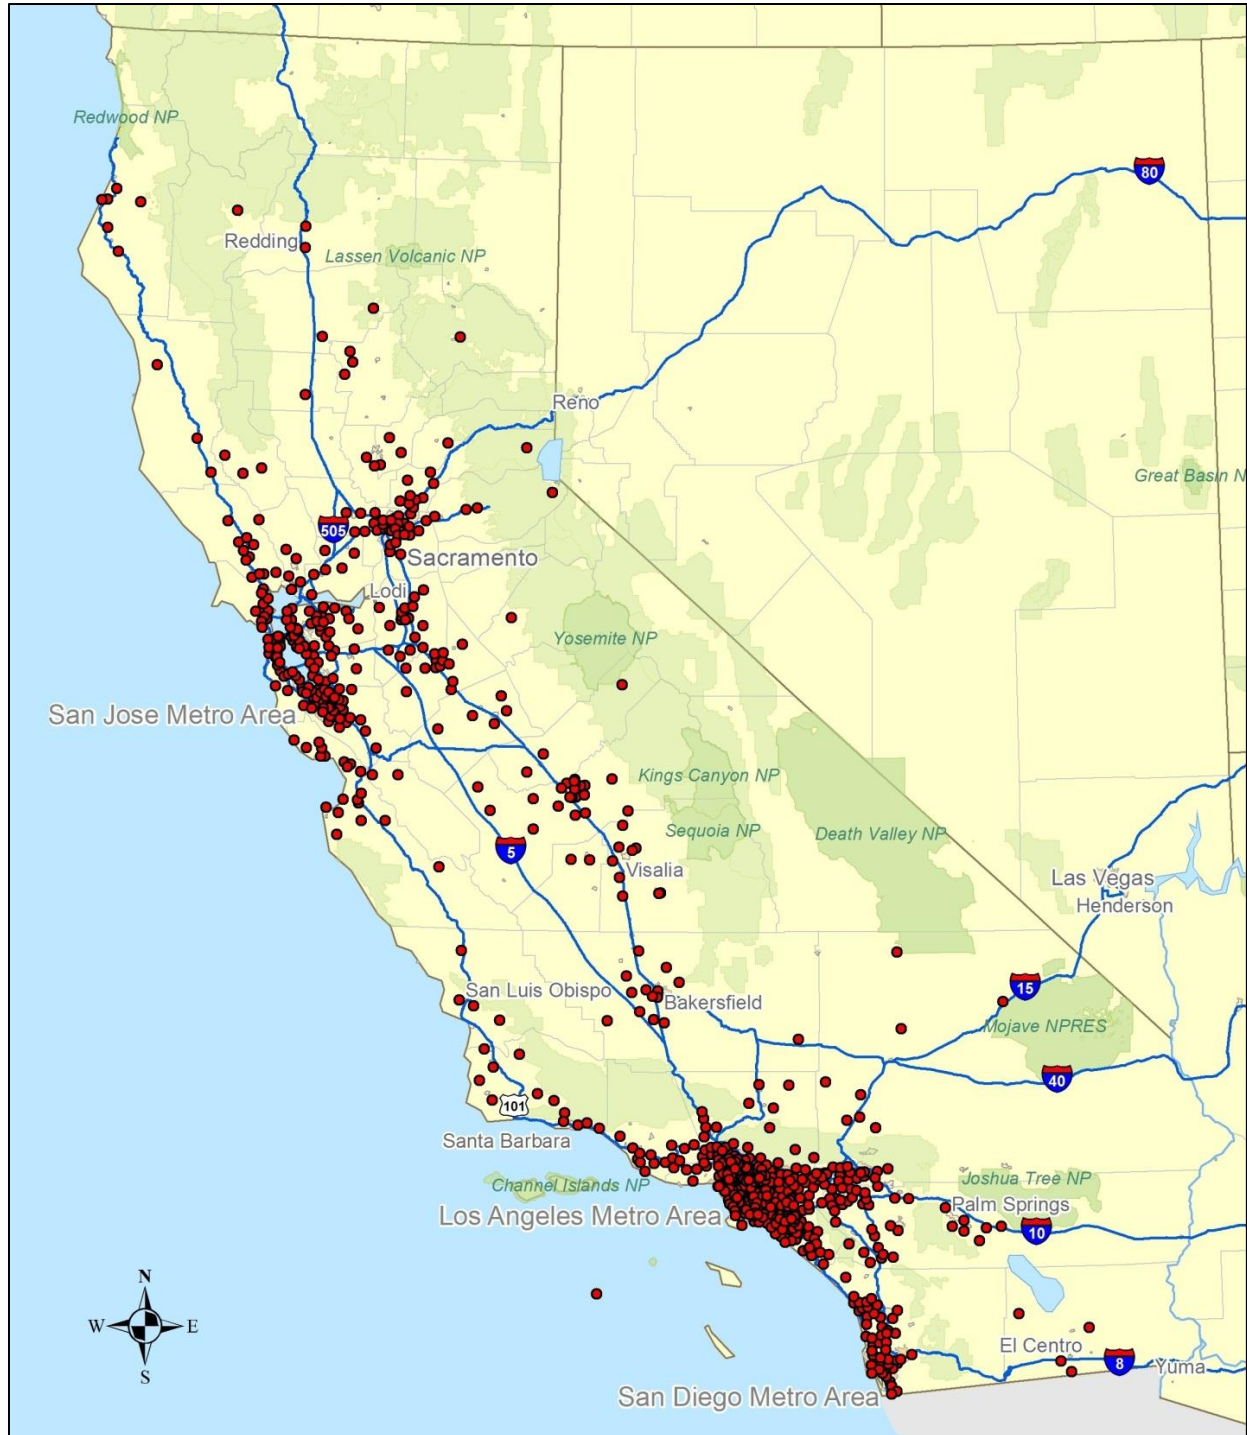 Redwood NP
80
Redding
Lassen Volcanic NP
Reno
Great Basin N
505
Sacramento
Lodi
Yosemite NP
San Jose Metro Area
Kings Canyon NP
Sequoia NP
Death Valley NP
5
Visalia
Las Vegas
Henderson
15
San Luis Obispo
Bakersfield
Mojave NPRES
40
101
Santa Barbara
Channel Islands NP
Joshua Tree NP
Palm Springs
Los Angeles Metro Area
10
N
W
E
S
El Centro
8
Yuma
San Diego Metro Area